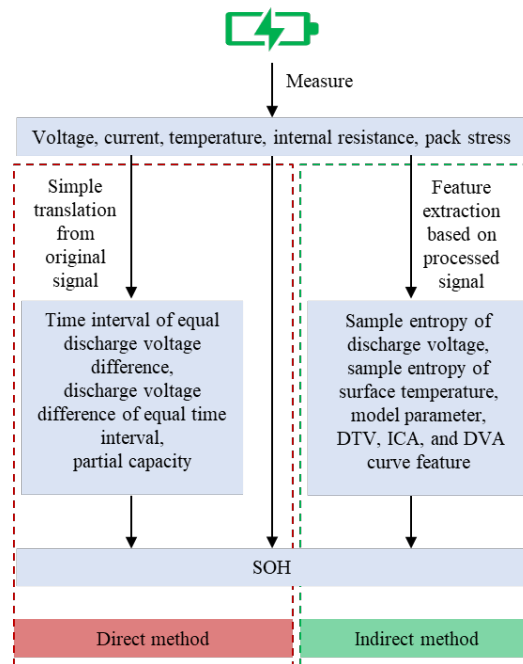 Measure
Voltage, current, temperature, internal resistance, pack stress
Simple
translation
from
original
signal
Feature
extraction
based on
processed
signal
Time interval of equal
discharge voltage
difference,
discharge voltage
difference of equal time
interval,
partial capacity
Sample entropy of
discharge voltage,
sample entropy of
surface temperature,
model parameter,
DTV, ICA, and DVA
curve feature
SOH
Direct method
Indirect method